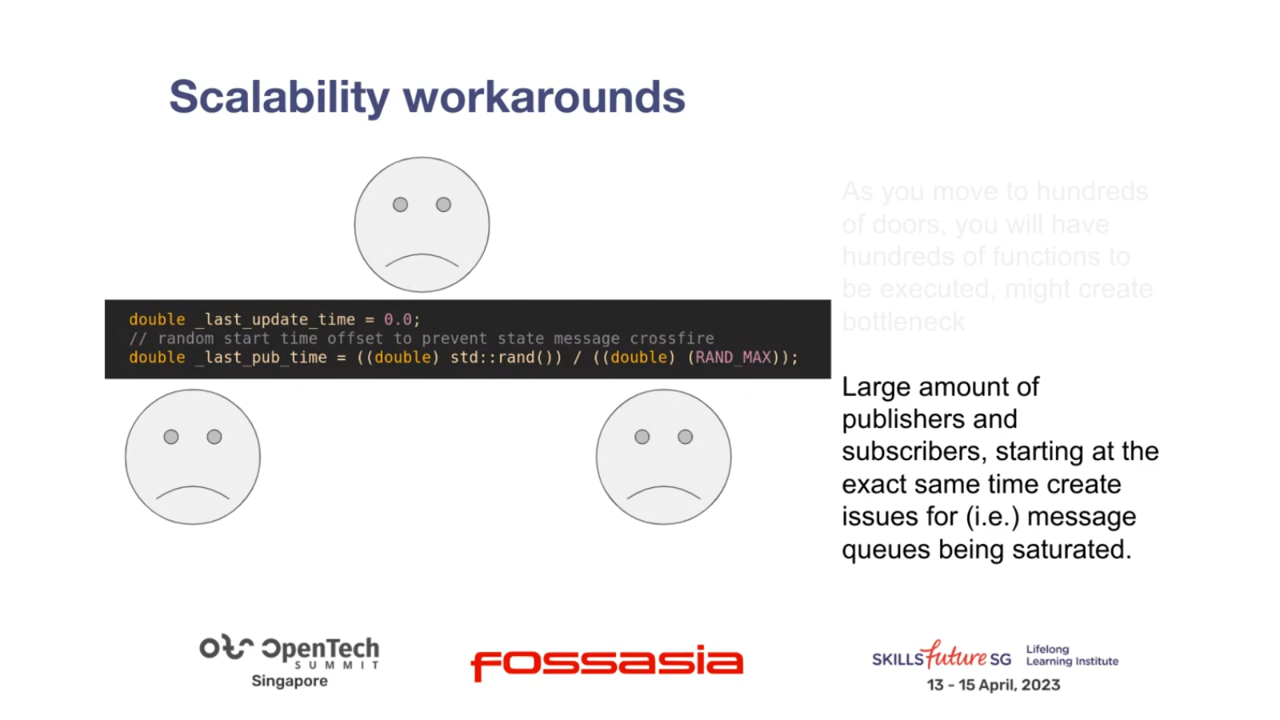 Scalability workarounds
As you move to hundreds
of doors, you will have
hundreds of functions to
be executed, might create
bottleneck
double _last_update_time = 0.0;
// random start time offset to prevent state message crossfire
double _last_pub_time = ((double) std::rand()) / ((double) (RAND_MAX));
Large amount of
publishers and
subscribers, starting at the
exact same time create
issues for (i.e.) message
queues being saturated.
OpenTech
SUMMIT
Singapore
fossasia
SKILLS future SG
Lifelong
Learning Institute
13 - 15 April, 2023